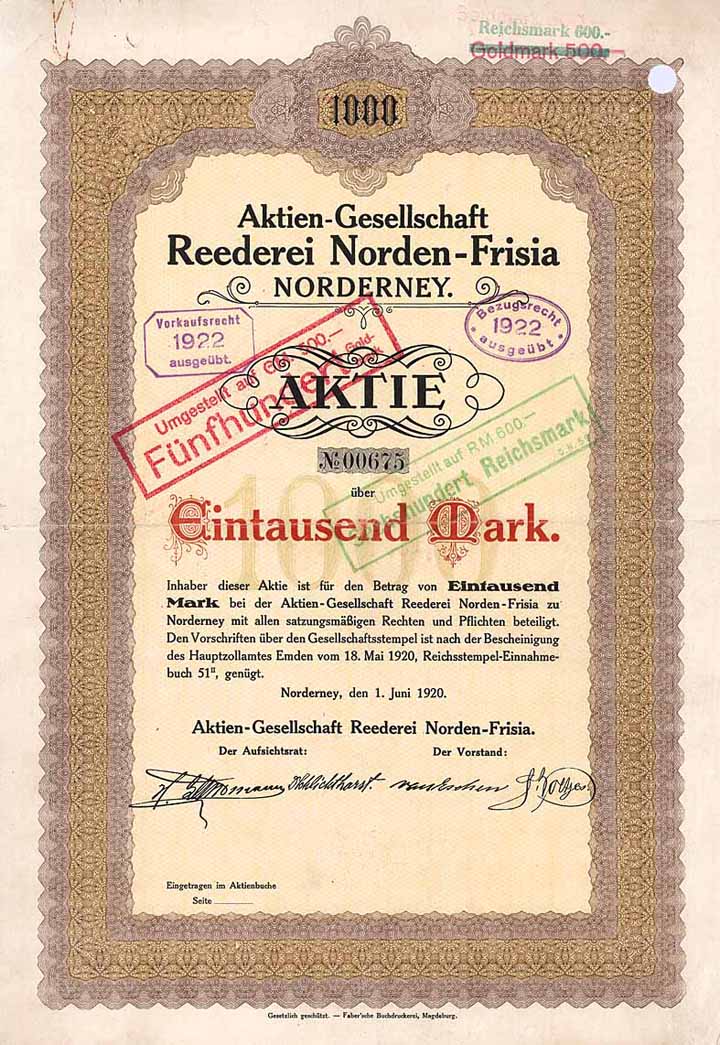 Reichsmark 600.-
Goldmark 500.—
1000
Aktien-Gesellschaft
Reederei Norden-Frisia
NORDERNEY.
Vorkaufsrecht
1922
ausgeübt.
Bezugsrecht
1922
ausgeübt
Umgestellt auf G.M. 500.—
Fünfhundert Gold-
mark
AKTIE
№ 00675
Umgestellt auf R.M. 600.—
Sechshundert Reichsmark
über
1000
Eintausend Mark.
Inhaber dieser Aktie ist für den Betrag von Eintausend
Mark bei der Aktien-Gesellschaft Reederei Norden-Frisia zu
Norderney mit allen satzungsmäßigen Rechten und Pflichten beteiligt.
Den Vorschriften über den Gesellschaftsstempel ist nach der Bescheinigung
des Hauptzollamtes Emden vom 18. Mai 1920, Reichsstempel-Einnahme-
buch 51II, genügt.
Norderney, den 1. Juni 1920.
Aktien-Gesellschaft Reederei Norden-Frisia.
Der Aufsichtsrat: Der Vorstand:
Eingetragen im Aktienbuche
Seite
Gesetzlich geschützt. — Faber'sche Buchdruckerei, Magdeburg.